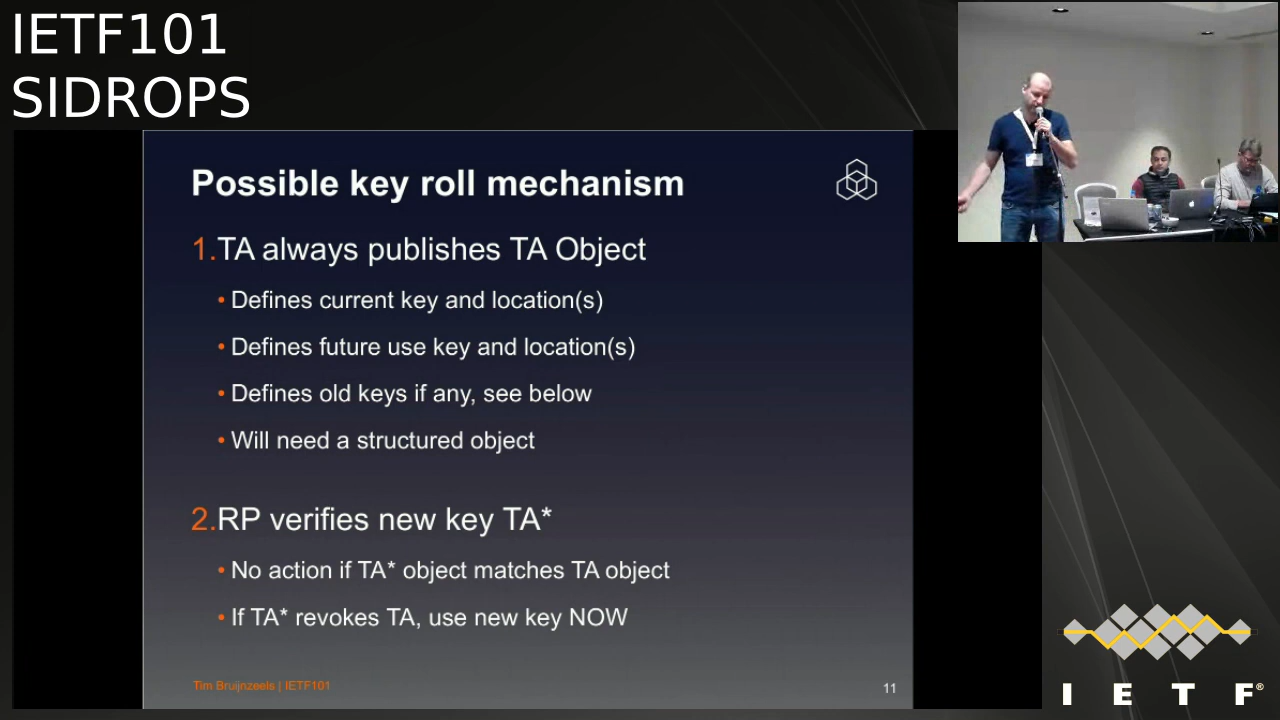 IETF101
SIDROPS
Possible key roll mechanism
1.TA always publishes TA Object
• Defines current key and location(s)
• Defines future use key and location(s)
• Defines old keys if any, see below
• Will need a structured object
2.RP verifies new key TA*
• No action if TA* object matches TA object
• If TA* revokes TA, use new key NOW
Tim Bruijnzeels | IETF101
11
I E T F®